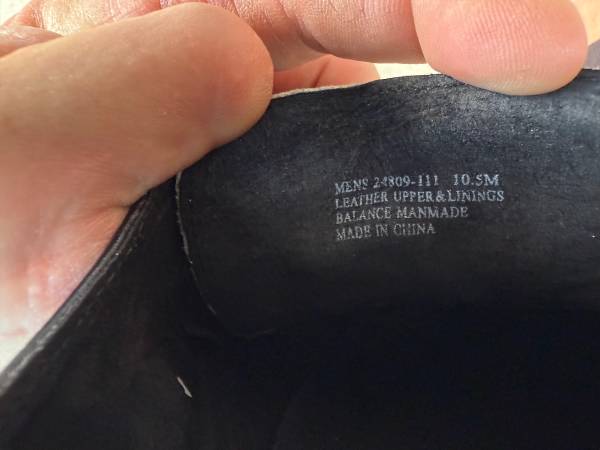 MENS 24809-111 10.5M
LEATHER UPPER&LININGS
BALANCE MANMADE
MADE IN CHINA